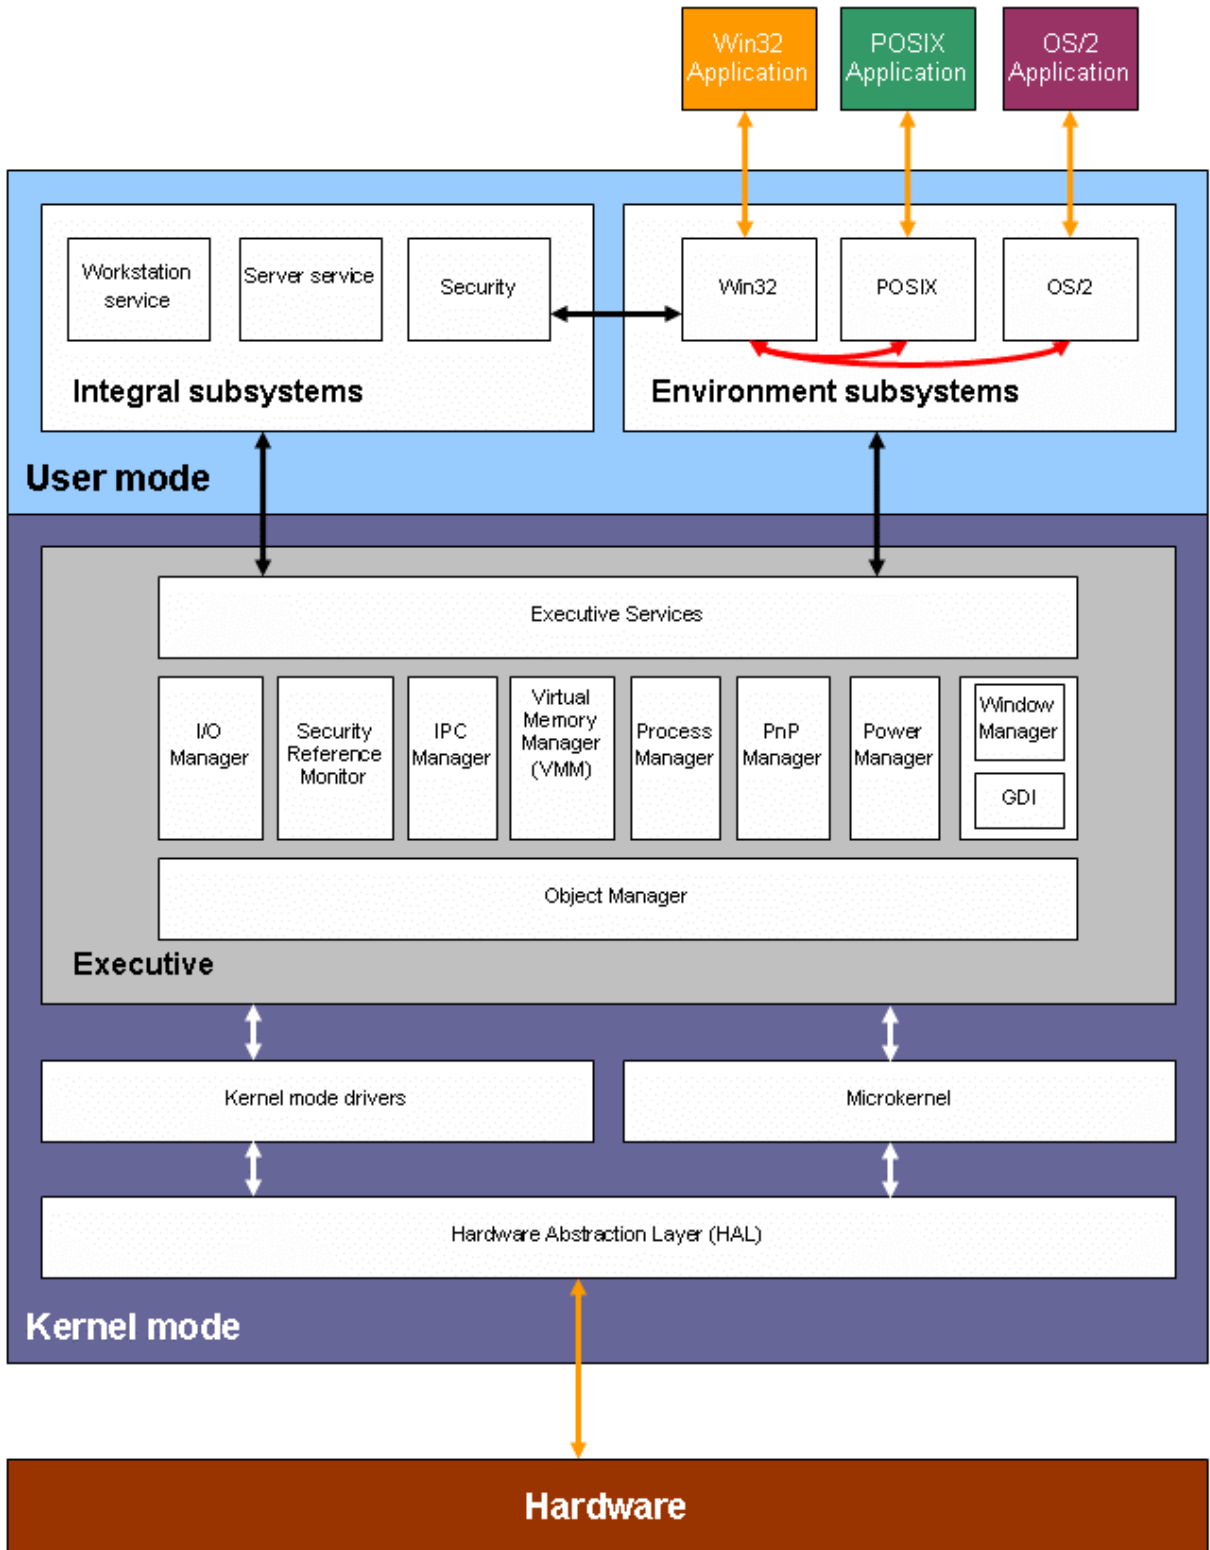 Win32
Application
POSIX
Application
OS/2
Application
Workstation
service
Server service
Security
Win32
POSIX
OS/2
Integral subsystems
Environment subsystems
User mode
Executive Services
I/O
Manager
Security
Reference
Monitor
IPC
Manager
Virtual
Memory
Manager
(VMM)
Process
Manager
PnP
Manager
Power
Manager
Window
Manager
GDI
Object Manager
Executive
Kernel mode drivers
Microkernel
Hardware Abstraction Layer (HAL)
Kernel mode
Hardware